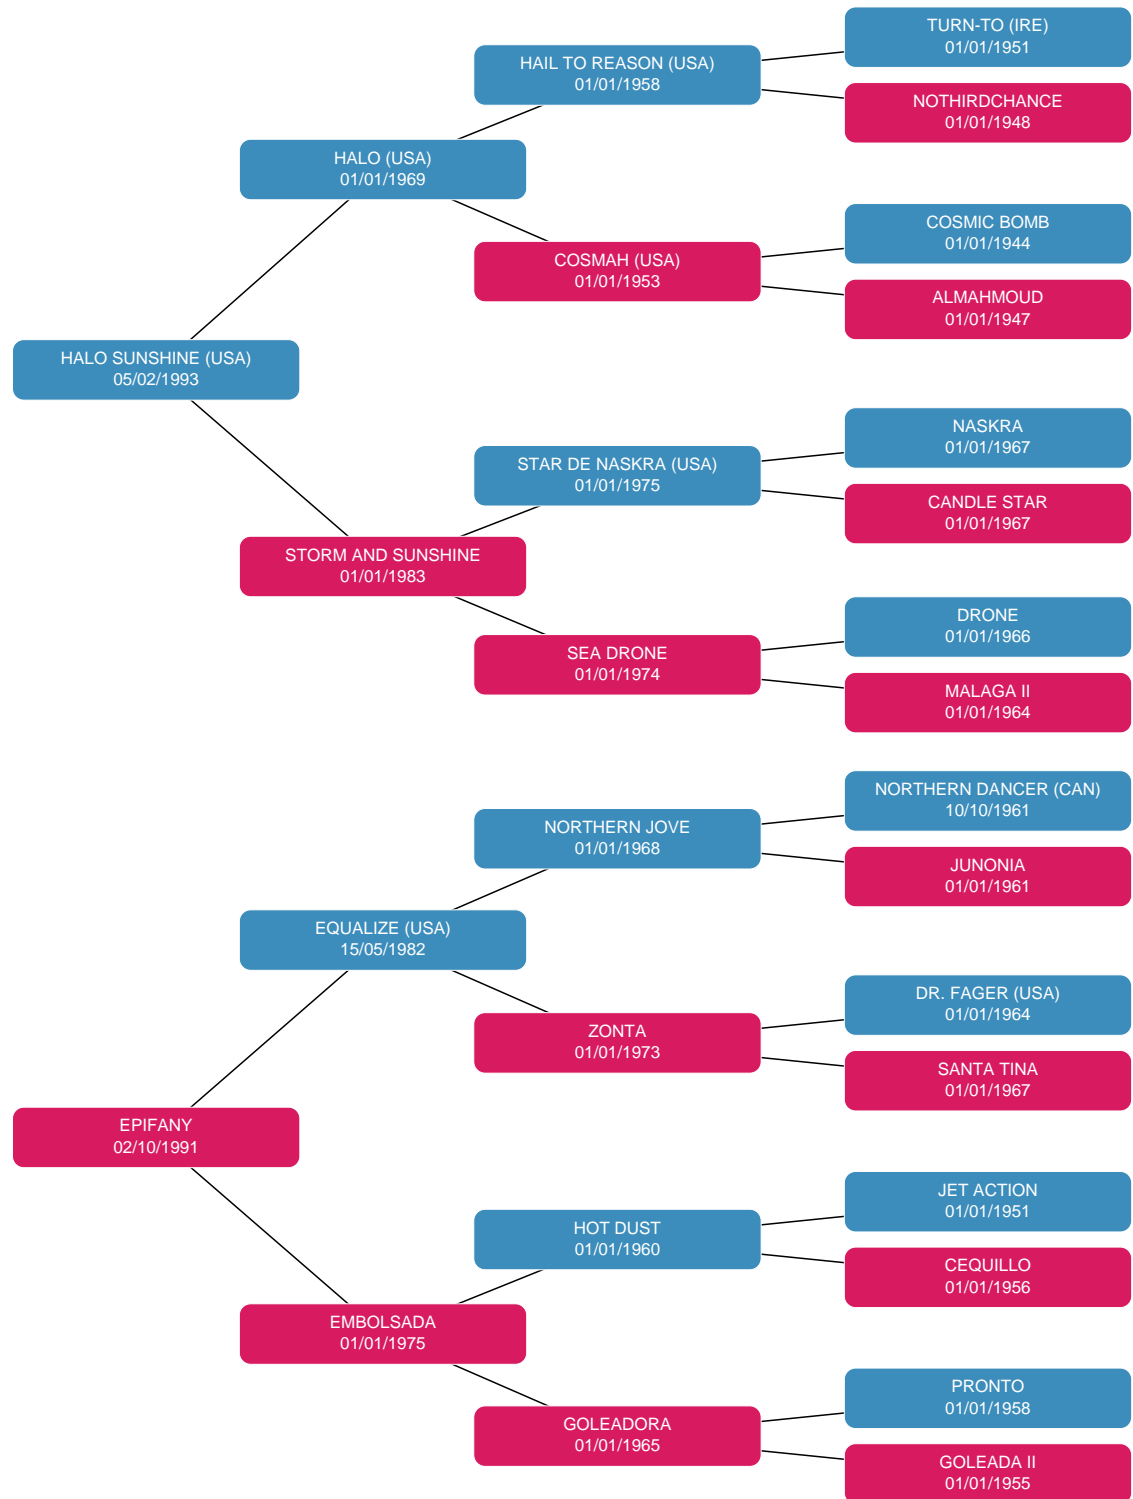 TURN-TO (IRE)
01/01/1951
HAIL TO REASON (USA)
01/01/1958
NOTHIRDCHANCE
01/01/1948
HALO (USA)
01/01/1969
COSMIC BOMB
01/01/1944
COSMAH (USA)
01/01/1953
ALMAHMOUD
01/01/1947
HALO SUNSHINE (USA)
05/02/1993
NASKRA
01/01/1967
STAR DE NASKRA (USA)
01/01/1975
CANDLE STAR
01/01/1967
STORM AND SUNSHINE
01/01/1983
DRONE
01/01/1966
SEA DRONE
01/01/1974
MALAGA II
01/01/1964
NORTHERN DANCER (CAN)
10/10/1961
NORTHERN JOVE
01/01/1968
JUNONIA
01/01/1961
EQUALIZE (USA)
15/05/1982
DR. FAGER (USA)
01/01/1964
ZONTA
01/01/1973
SANTA TINA
01/01/1967
EPIFANY
02/10/1991
JET ACTION
01/01/1951
HOT DUST
01/01/1960
CEQUILLO
01/01/1956
EMBOLSADA
01/01/1975
PRONTO
01/01/1958
GOLEADORA
01/01/1965
GOLEADA II
01/01/1955